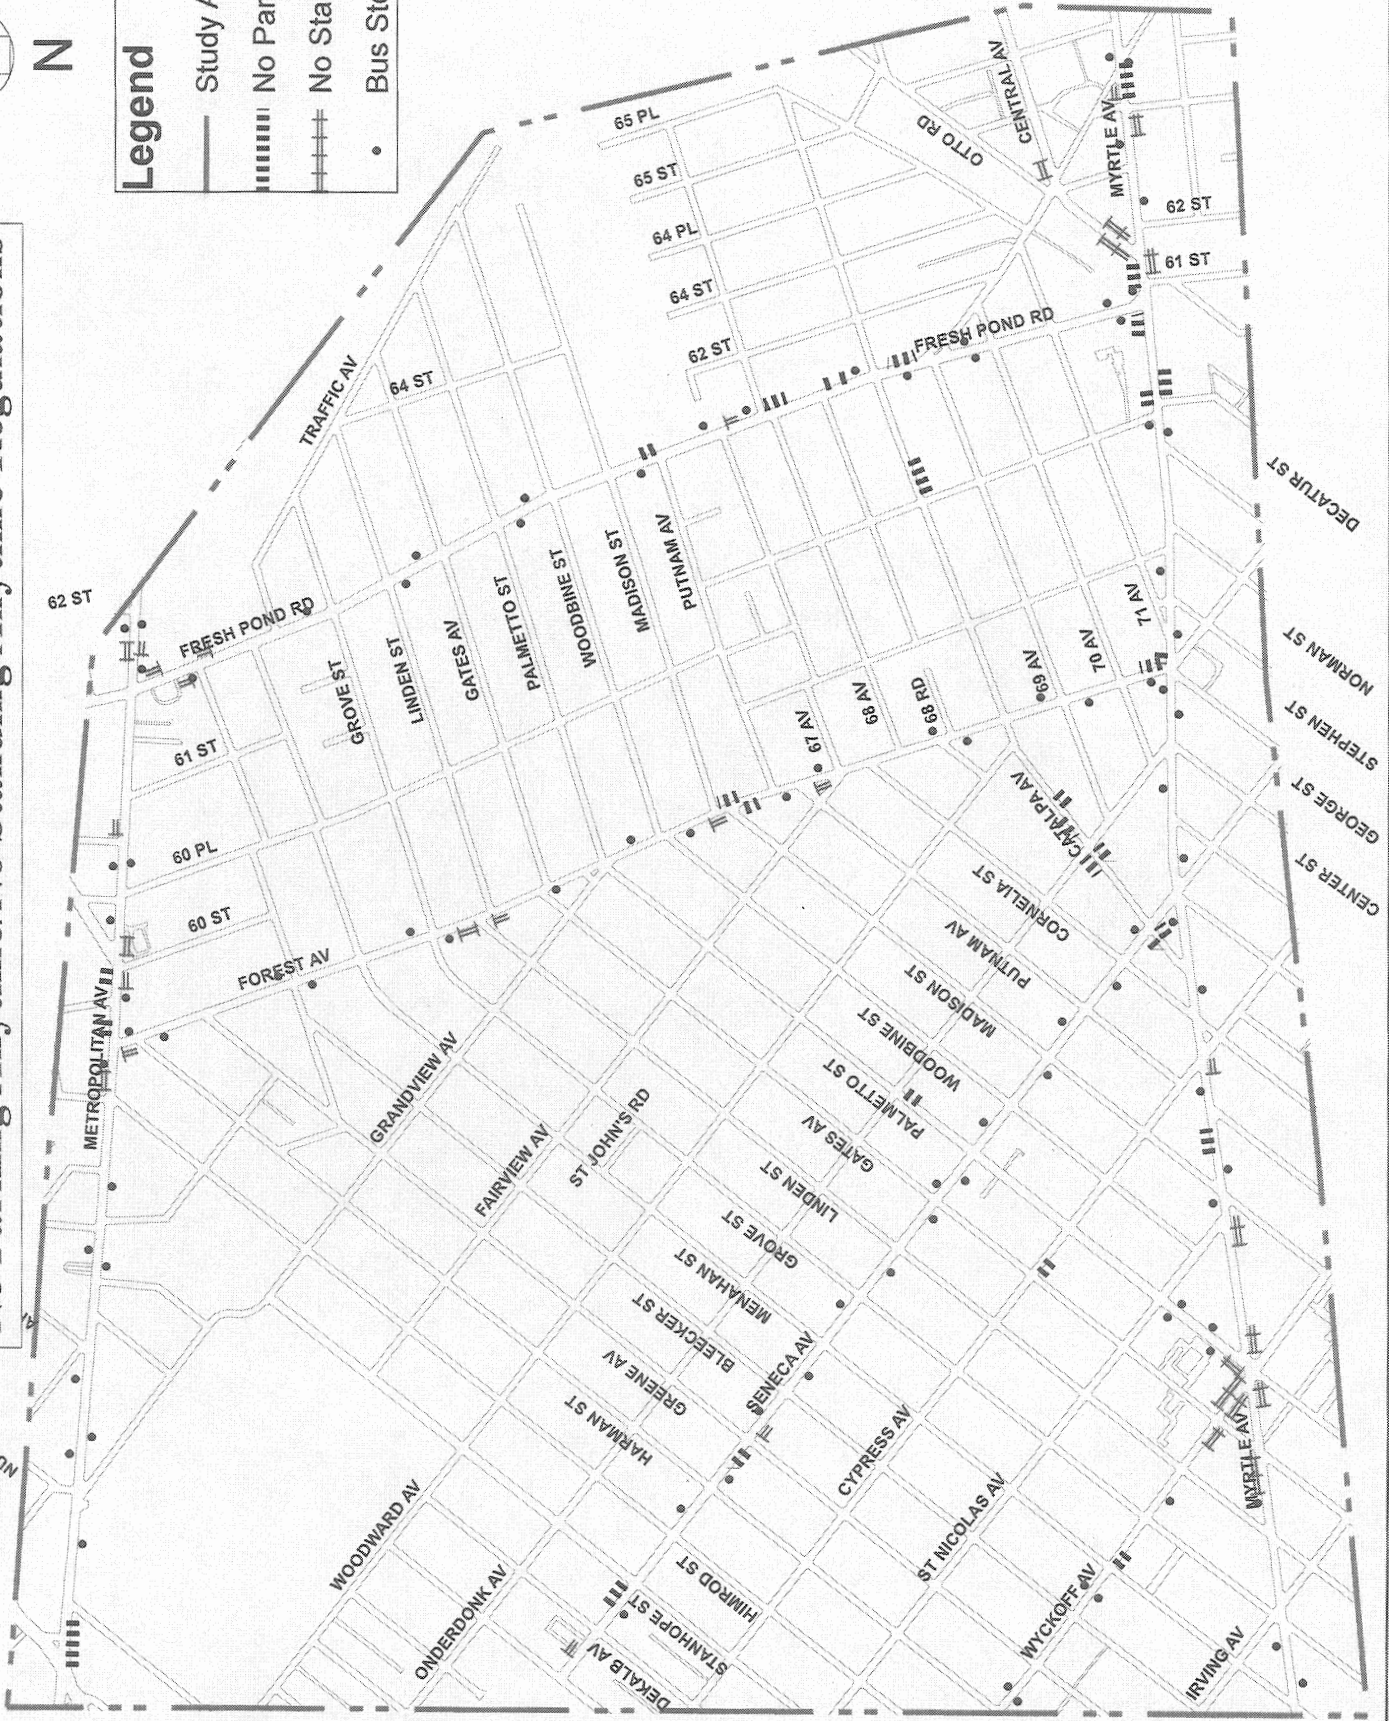 N
Legend
Study A
No Par
No Sta
Bus Sto
65 PL
CENTRAL AV
OTTO RD
MYRTLE AV
65 ST
62 ST
64 PL
61 ST
64 ST
FRESH POND RD
62 ST
TRAFFIC AV
64 ST
DECATUR ST
62 ST
FRESH POND RD
GROVE ST
LINDEN ST
GATES AV
PALMETTO ST
WOODBINE ST
MADISON ST
PUTNAM AV
71 AV
70 AV
69 AV
68 RD
68 AV
67 AV
NORMAN ST
STEPHEN ST
GEORGE ST
CENTER ST
61 ST
60 PL
60 ST
FOREST AV
METROPOLITAN AV
CATALPA AV
CORNELIA ST
PUTNAM AV
MADISON ST
WOODBINE ST
PALMETTO ST
GATES AV
LINDEN ST
GROVE ST
MENAHAN ST
BLEECKER ST
GREENE AV
HARMAN ST
GRANDVIEW AV
FAIRVIEW AV
ST JOHN'S RD
SENECA AV
CYPRESS AV
MYRTLE AV
WOODWARD AV
ONDERDONK AV
ST NICOLAS AV
HIMROD ST
STANHOPE ST
DEKALB AV
WYCKOFF AV
IRVING AV